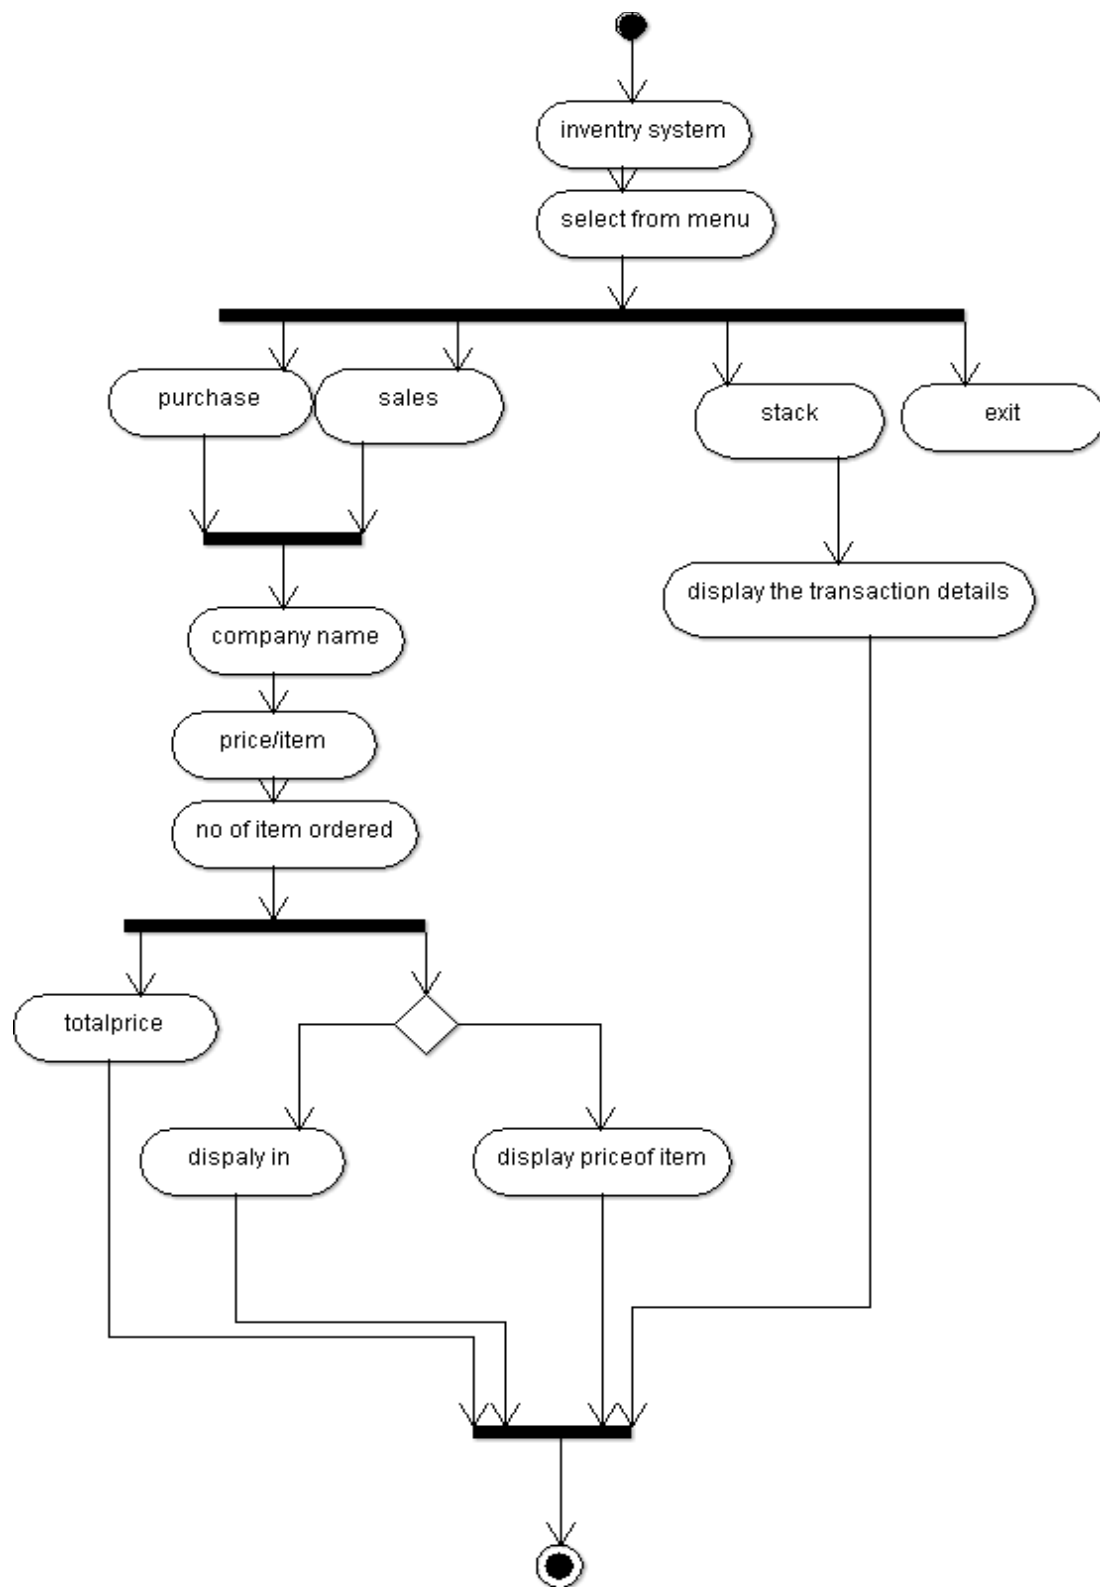 inventry system
select from menu
purchase
sales
stack
exit
display the transaction details
company name
price/item
no of item ordered
totalprice
dispaly in
display priceof item